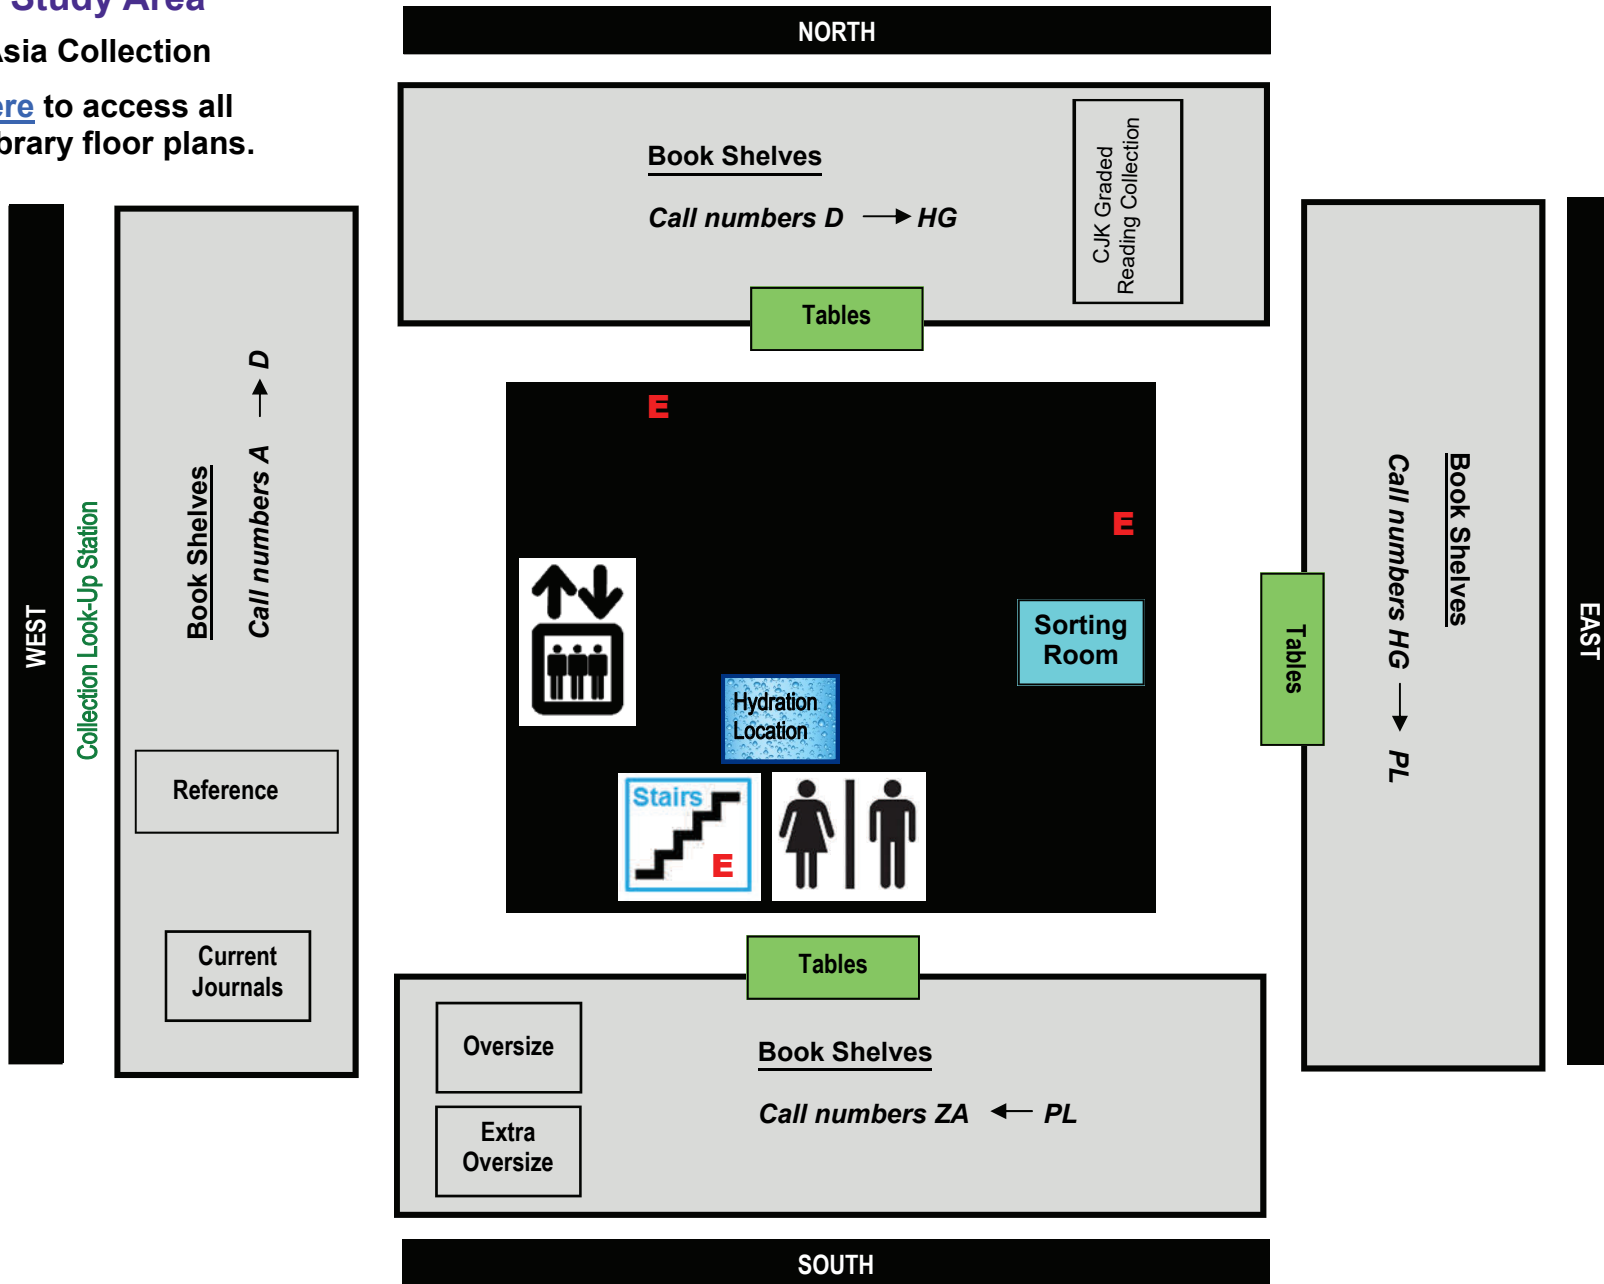 Study Area
Asia Collection
ere to access all
brary floor plans.
NORTH
Book Shelves
Call numbers D → HG
CJK Graded
Reading Collection
Tables
WEST
Collection Look-Up Station
Book Shelves
Call numbers A → D
Reference
Current
Journals
E
E
Sorting
Room
Hydration
Location
Stairs
E
Tables
Book Shelves
Call numbers HG → PL
EAST
Tables
Oversize
Extra
Oversize
Book Shelves
Call numbers ZA ← PL
SOUTH